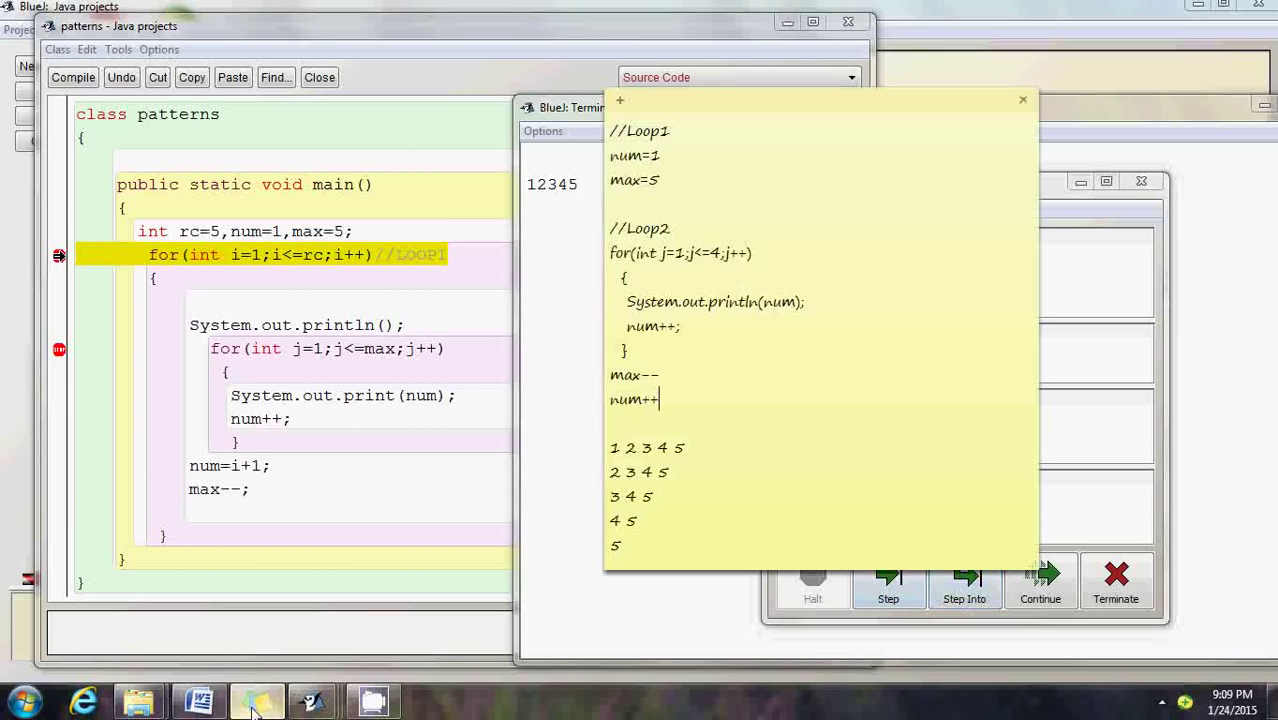 BlueJ: Java projects
patterns - Java projects
Projec
Class Edit Tools Options
Ne
Compile Undo Cut Copy Paste Find... Close Source Code
class patterns
{
public static void main()
{
int rc=5,num=1,max=5;
for(int i=1;i<=rc;i++)//LOOP1
{
System.out.println();
for(int j=1;j<=max;j++)
{
System.out.print(num);
num++;
}
num=i+1;
max--;
}
}
}
BlueJ: Termin
Options
12345
+
//Loop1
num=1
max=5
//Loop2
for(int j=1;j<=4;j++)
{
System.out.println(num);
num++;
}
max--
num++
1 2 3 4 5
2 3 4 5
3 4 5
4 5
5
Halt Step Step Into Continue Terminate
9:09 PM
1/24/2015